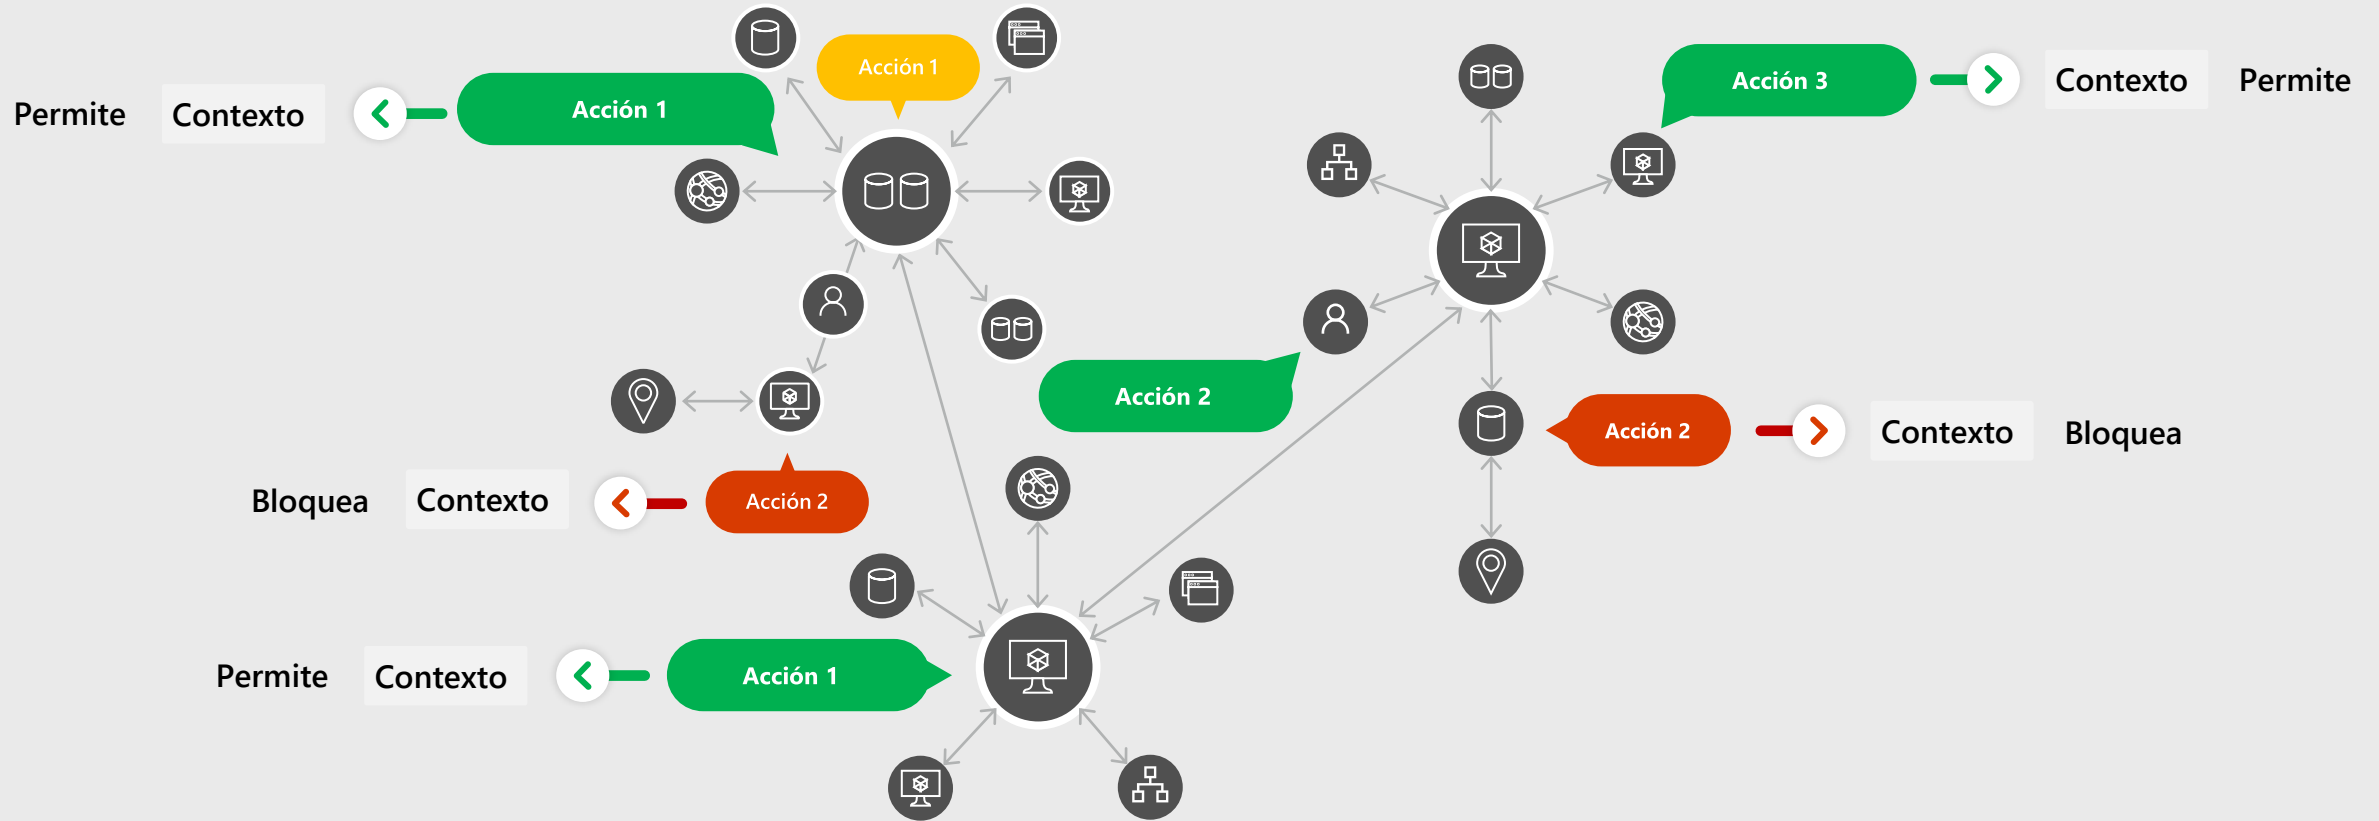 Acción 1
Permite
Contexto
Acción 1
Acción 3
Contexto
Permite
Acción 2
Acción 2
Contexto
Bloquea
Bloquea
Contexto
Acción 2
Permite
Contexto
Acción 1